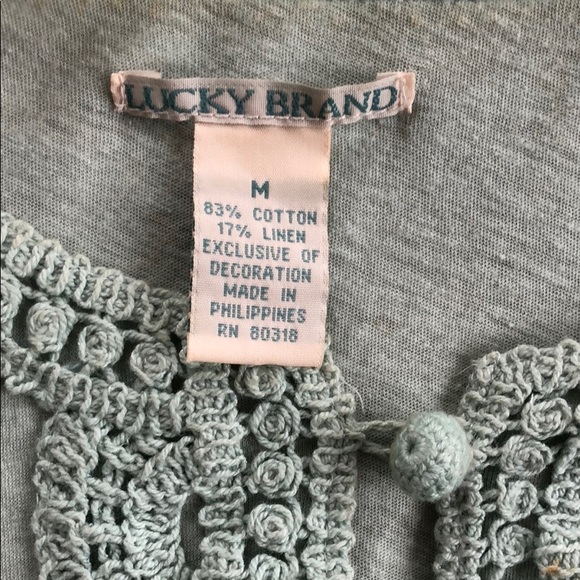 LUCKY BRAND
M
83% COTTON
17% LINEN
EXCLUSIVE OF
DECORATION
MADE IN
PHILIPPINES
RN 80318